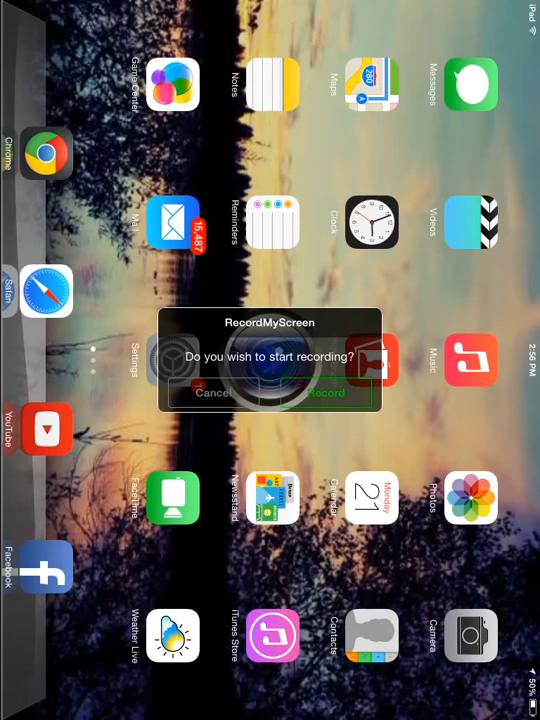 iPad
2:56 PM
50%
Messages
Videos
Music
Photos
Camera
280
Maps
Clock
Monday
21
Calendar
Contacts
Notes
Reminders
Newsstand
iTunes Store
Game Center
15,487
Mail
Settings
FaceTime
Weather Live
RecordMyScreen
Do you wish to start recording?
Cancel
Record
Chrome
Safari
YouTube
Facebook